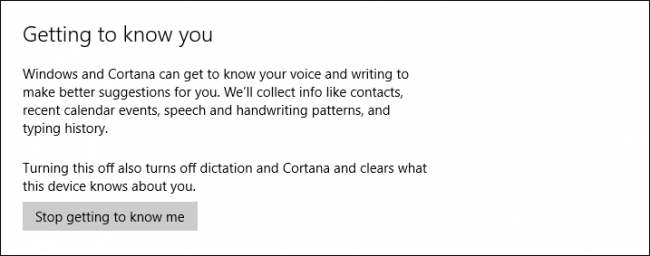 Getting to know you
Windows and Cortana can get to know your voice and writing to
make better suggestions for you. We'll collect info like contacts,
recent calendar events, speech and handwriting patterns, and
typing history.
Turning this off also turns off dictation and Cortana and clears what
this device knows about you.
Stop getting to know me